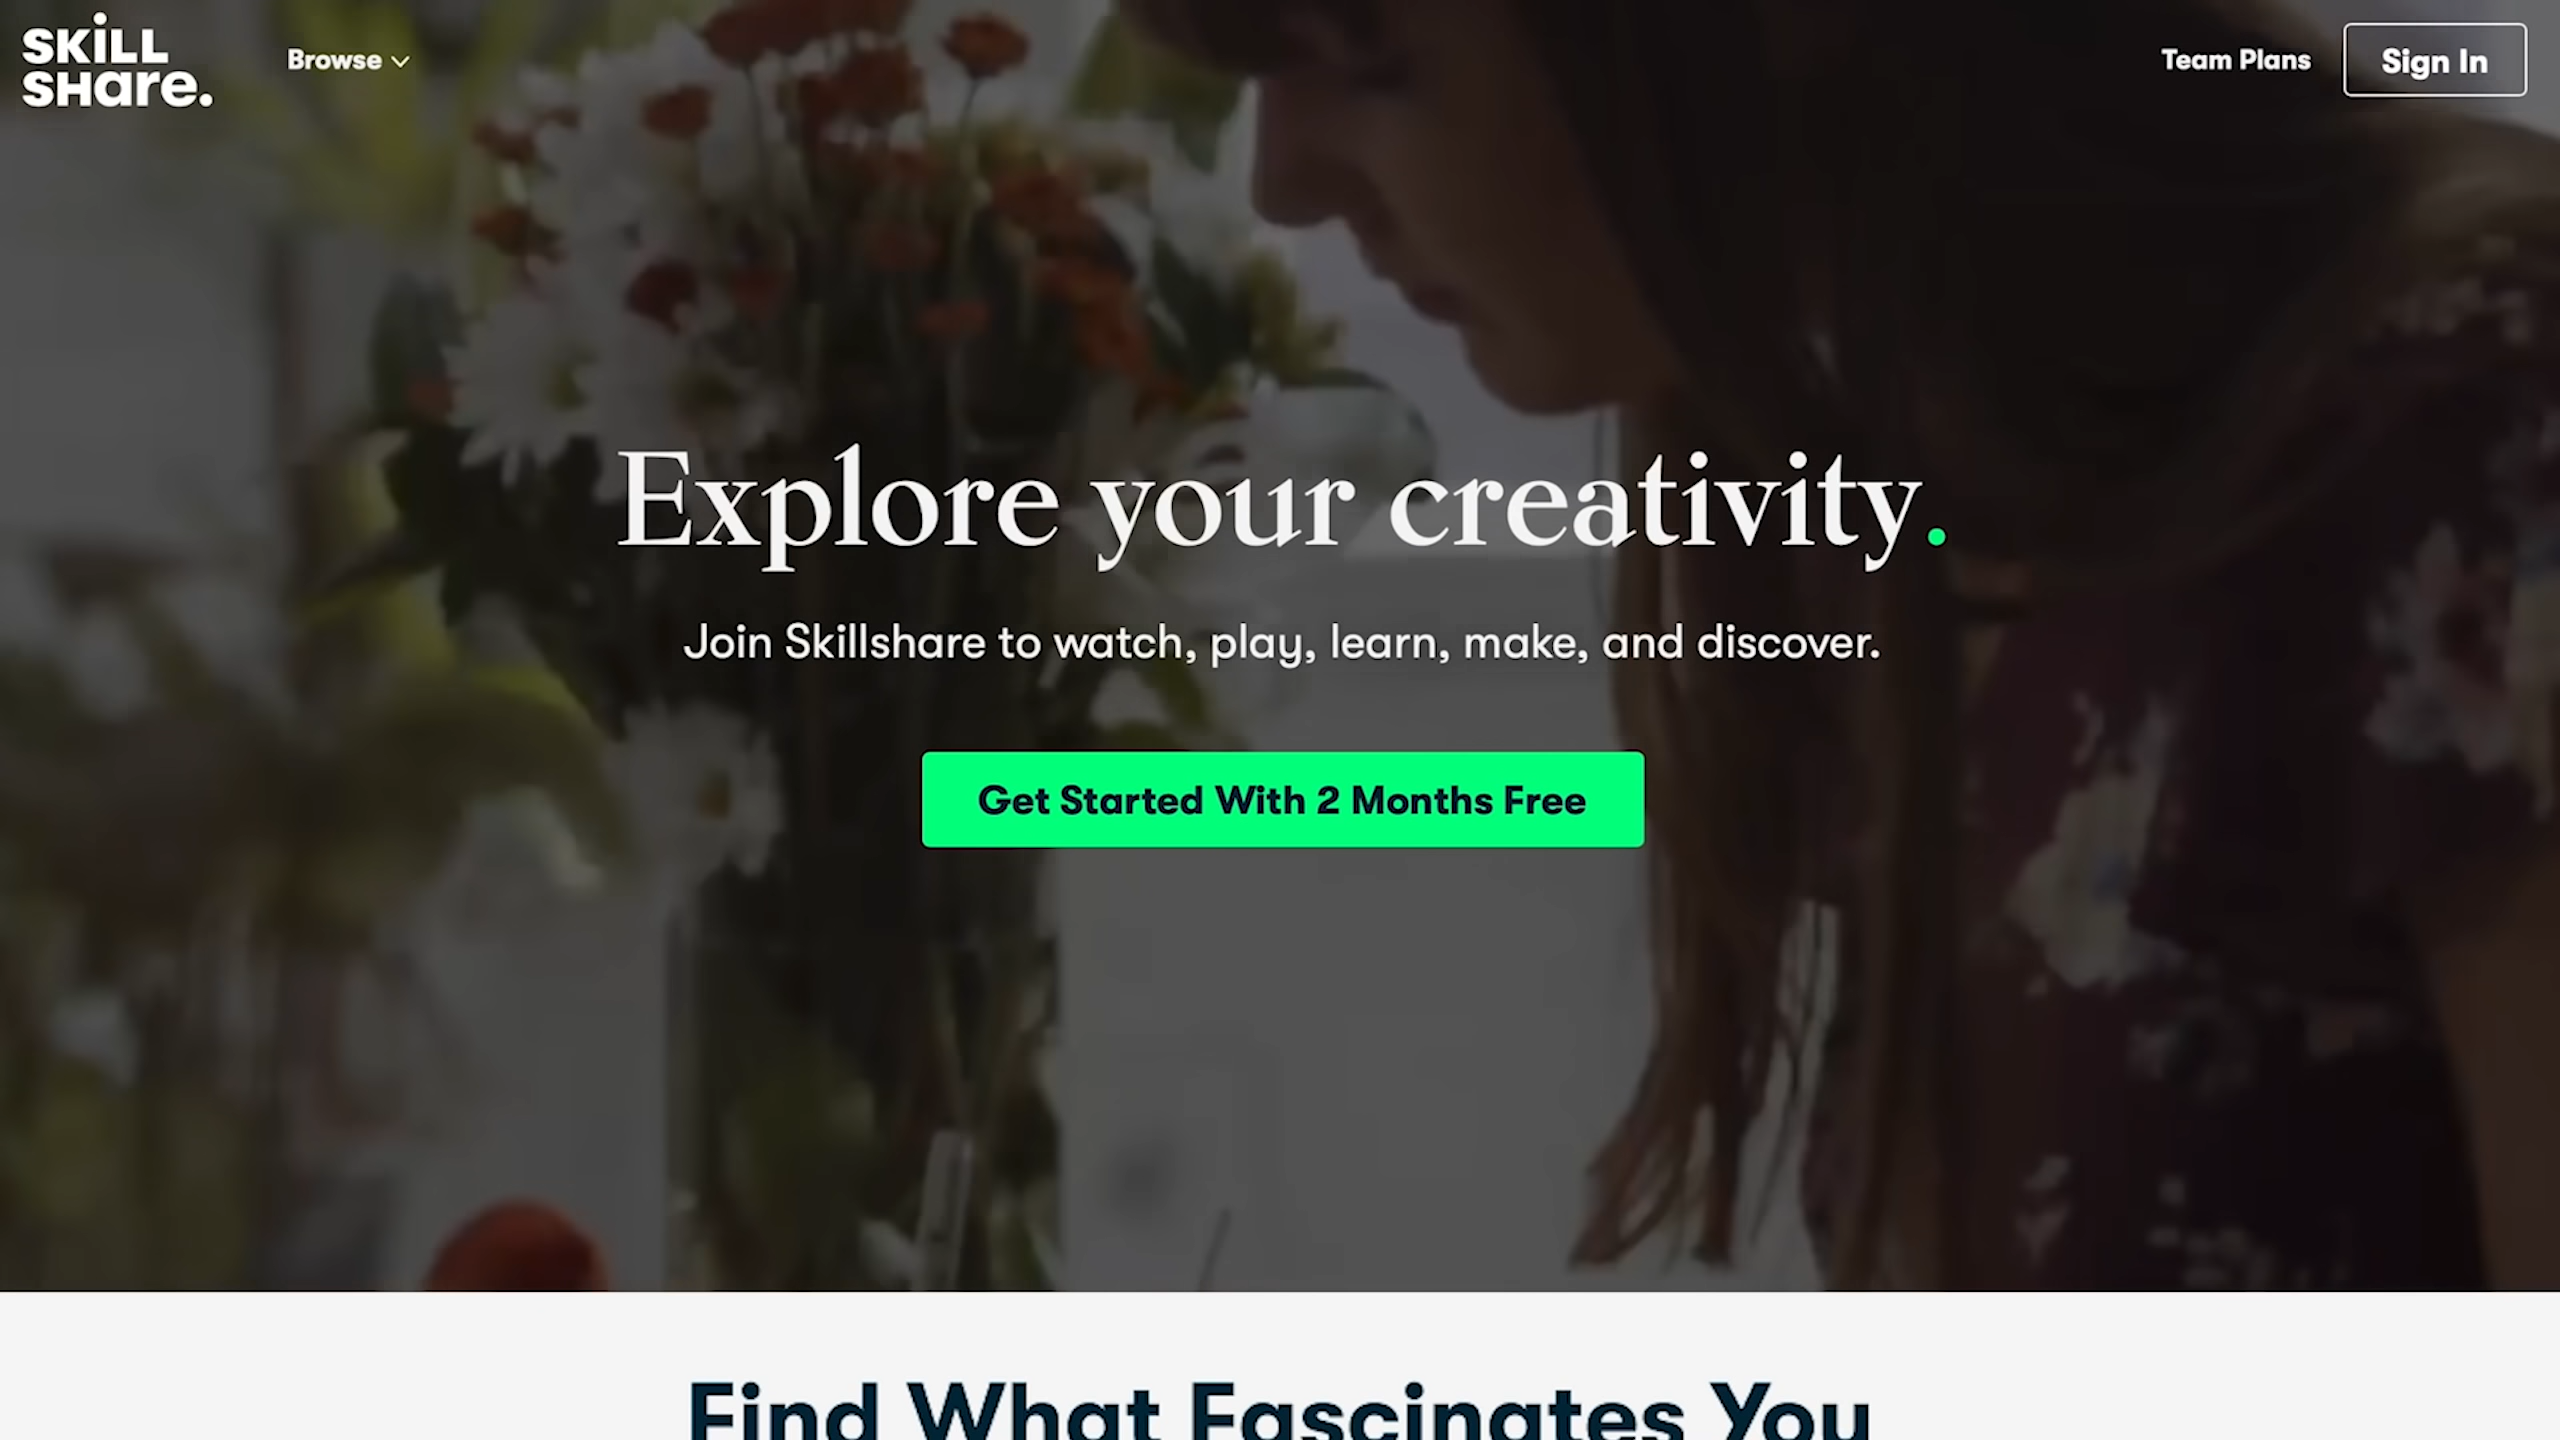 SKILL
SHare.
Browse
Team Plans
Sign In
Explore your creativity.
Join Skillshare to watch, play, learn, make, and discover.
Get Started With 2 Months Free
Find What Fascinates You